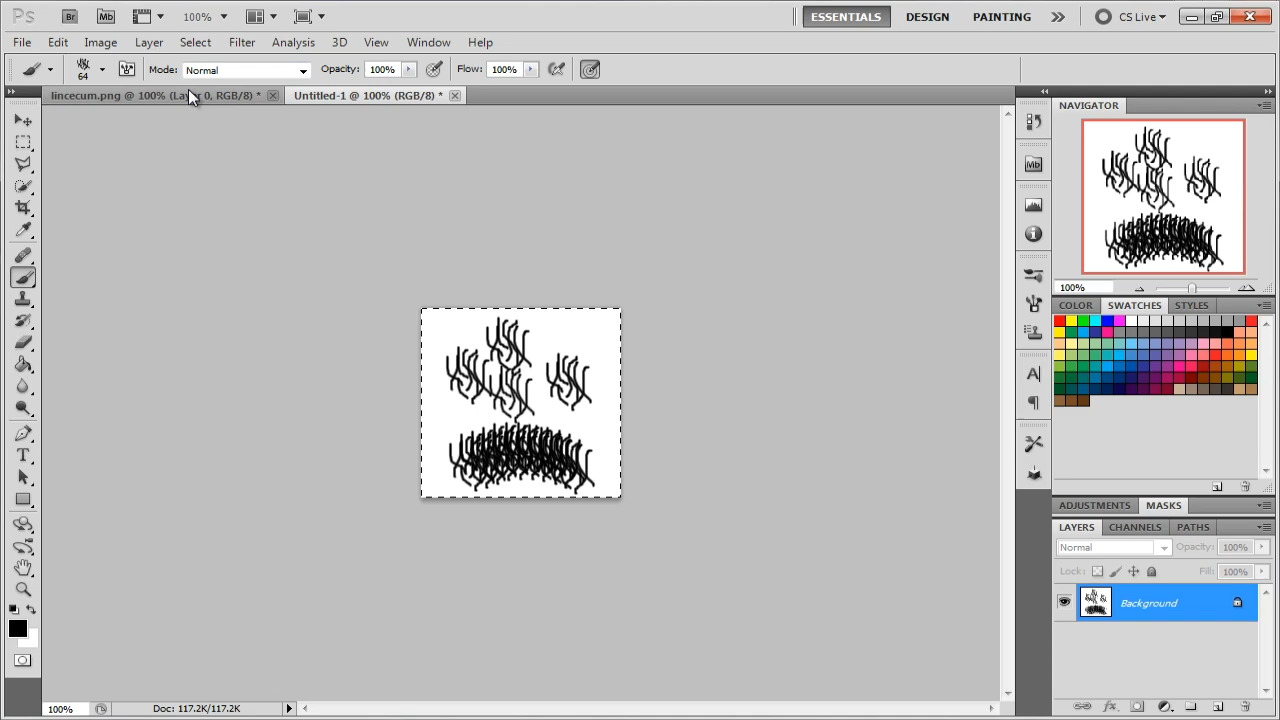 Ps Br Mb 100% ESSENTIALS DESIGN PAINTING CS Live
File Edit Image Layer Select Filter Analysis 3D View Window Help
64 Mode: Normal Opacity: 100% Flow: 100%
lincecum.png @ 100% (Layer 0, RGB/8) * Untitled-1 @ 100% (RGB/8) *
NAVIGATOR
Mb
100%
COLOR SWATCHES STYLES
A
T
ADJUSTMENTS MASKS
LAYERS CHANNELS PATHS
Normal Opacity: 100%
Lock: Fill: 100%
Background
100% Doc: 117.2K/117.2K